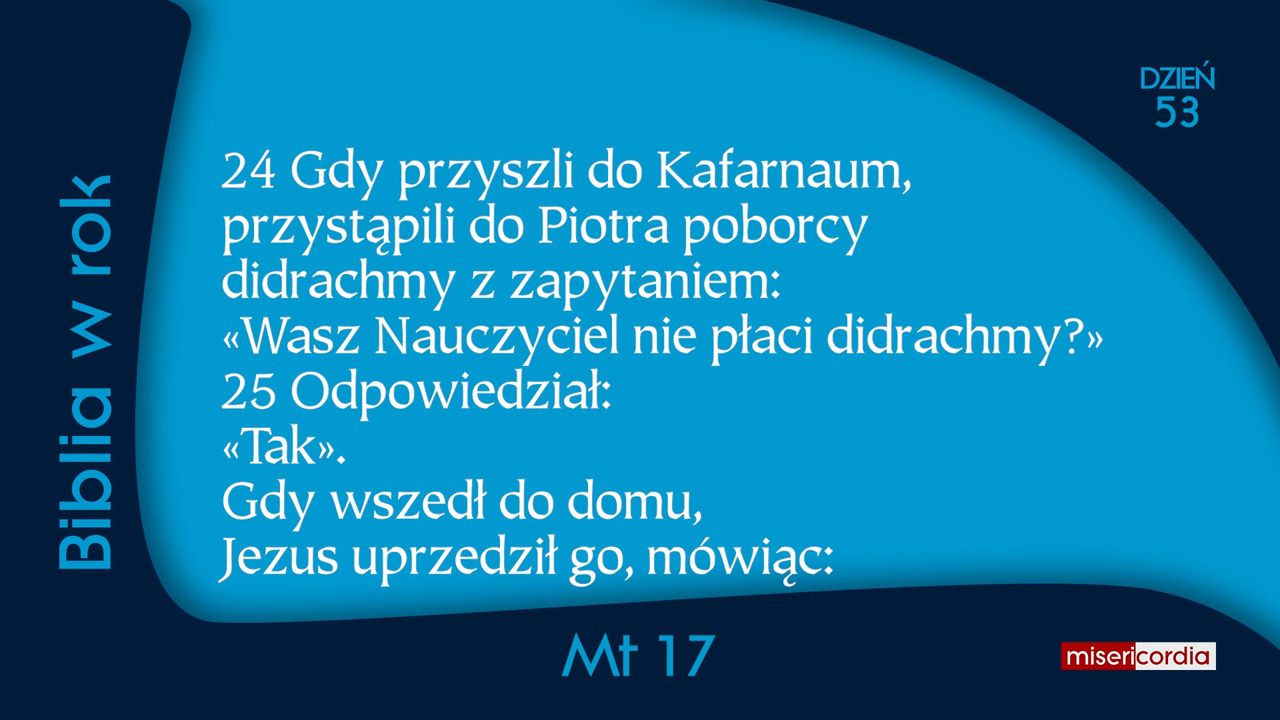 DZIEŃ
53
Biblia w rok
24 Gdy przyszli do Kafarnaum,
przystąpili do Piotra poborcy
didrachmy z zapytaniem:
«Wasz Nauczyciel nie płaci didrachmy?»
25 Odpowiedział:
«Tak».
Gdy wszedł do domu,
Jezus uprzedził go, mówiąc:
Mt 17
misericordia